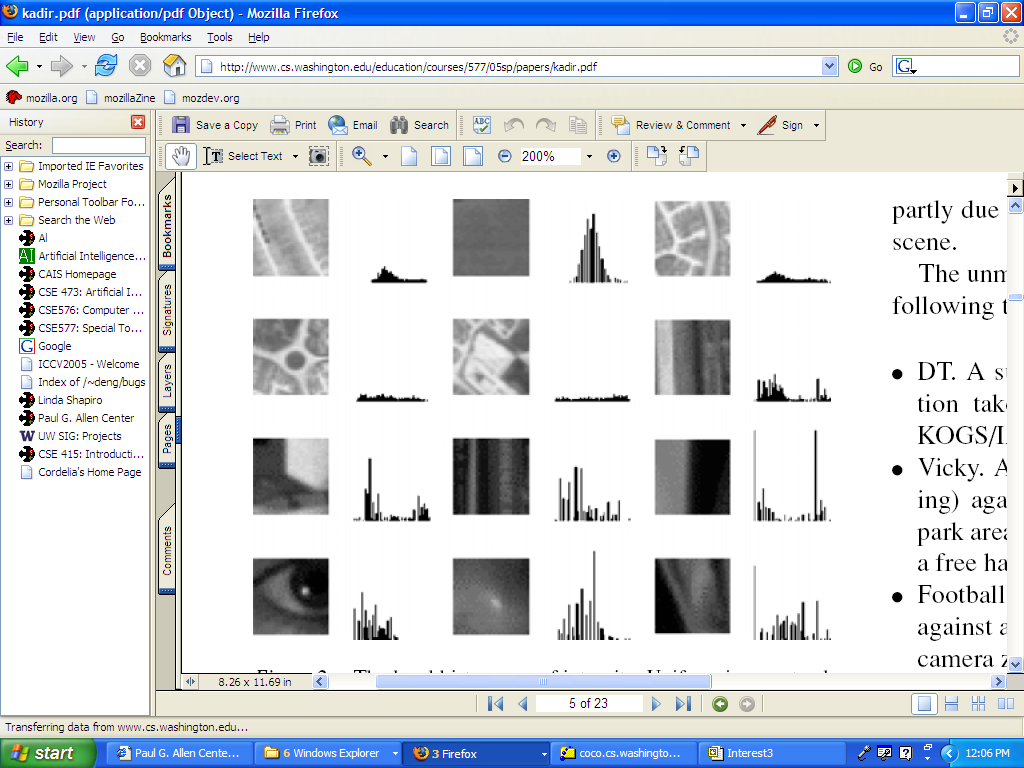 kadir.pdf (application/pdf Object) - Mozilla Firefox
File Edit View Go Bookmarks Tools Help
http://www.cs.washington.edu/education/courses/577/05sp/papers/kadir.pdf Go G
mozilla.org mozillaZine mozdev.org
History
Search:
Imported IE Favorites
Mozilla Project
Personal Toolbar Fo...
Search the Web
AI
Artificial Intelligence...
CAIS Homepage
CSE 473: Artificial I...
CSE576: Computer ...
CSE577: Special To...
Google
ICCV2005 - Welcome
Index of /~deng/bugs
Linda Shapiro
Paul G. Allen Center
UW SIG: Projects
CSE 415: Introducti...
Cordelia's Home Page
Save a Copy Print Email Search Review & Comment Sign
Select Text 200%
Bookmarks
Signatures
Layers
Pages
Comments
partly due
scene.
The unm
following t
• DT. A s
tion tak
KOGS/I
• Vicky. A
ing) aga
park area
a free ha
• Football
against a
camera z
8.26 x 11.69 in
5 of 23
Transferring data from www.cs.washington.edu...
start Paul G. Allen Cente... 6 Windows Explorer 3 Firefox coco.cs.washingto... Interest3 12:06 PM